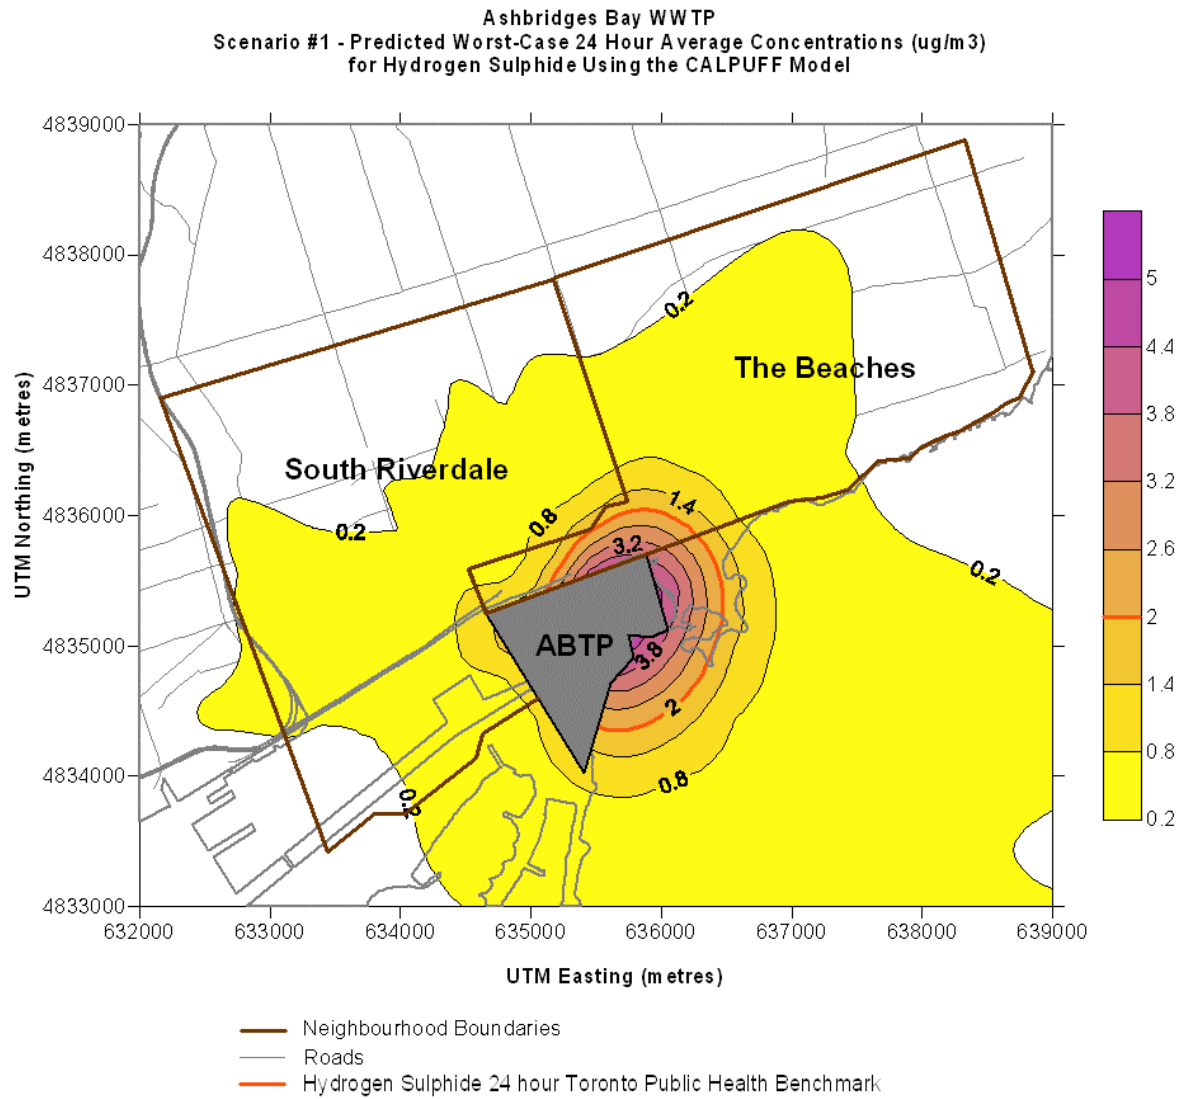 Ashbridges Bay WWTP
Scenario #1 - Predicted Worst-Case 24 Hour Average Concentrations (ug/m3)
for Hydrogen Sulphide Using the CALPUFF Model
4839000
4838000
4837000
4836000
4835000
4834000
4833000
UTM Northing (metres)
0.2
The Beaches
South Riverdale
0.2
0.8
1.4
3.2
0.2
ABTP
3.8
2
0.8
0.2
5
4.4
3.8
3.2
2.6
2
1.4
0.8
0.2
632000 633000 634000 635000 636000 637000 638000 639000
UTM Easting (metres)
Neighbourhood Boundaries
Roads
Hydrogen Sulphide 24 hour Toronto Public Health Benchmark